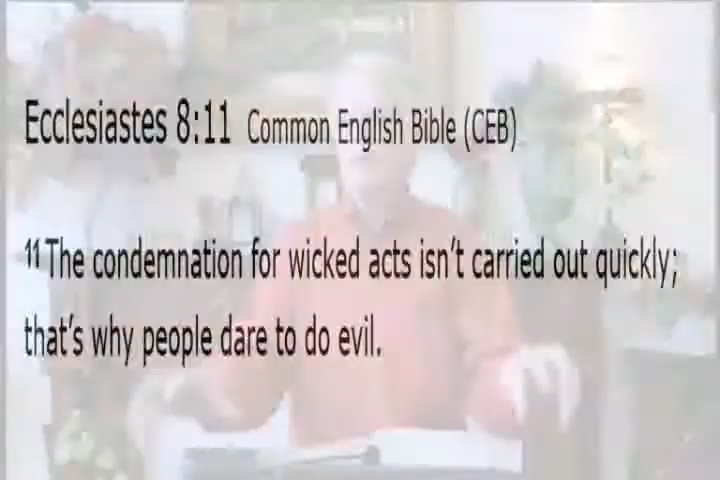 Ecclesiastes 8:11 Common English Bible (CEB)
11 The condemnation for wicked acts isn't carried out quickly;
that's why people dare to do evil.